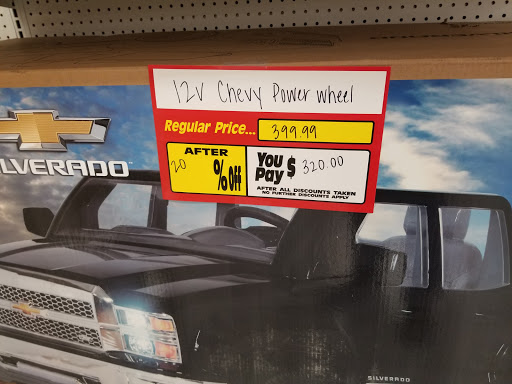 12V Chevy Power wheel
Regular Price... 399.99
AFTER
20 % Off
You Pay $ 320.00
AFTER ALL DISCOUNTS TAKEN
NO FURTHER DISCOUNTS APPLY
LVERADO
SILVERADO